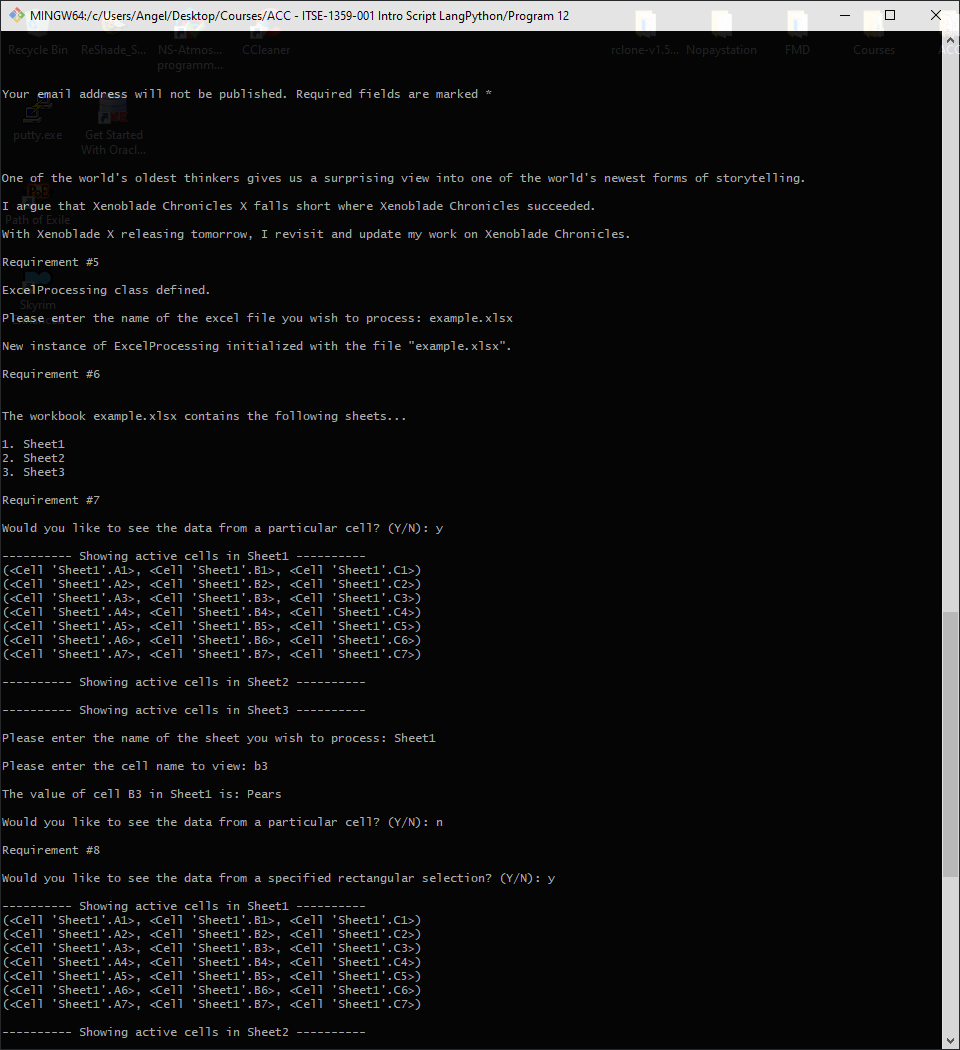 MINGW64:/c/Users/Angel/Desktop/Courses/ACC - ITSE-1359-001 Intro Script LangPython/Program 12
Recycle Bin ReShade_S... NS-Atmos... programm... CCleaner rclone-v1.5... Nopaystation FMD Courses
Your email address will not be published. Required fields are marked *
putty.exe Get Started With Oracl...
One of the world's oldest thinkers gives us a surprising view into one of the world's newest forms of storytelling.
I argue that Xenoblade Chronicles X falls short where Xenoblade Chronicles succeeded.
Path of Exile
With Xenoblade X releasing tomorrow, I revisit and update my work on Xenoblade Chronicles.
Requirement #5
ExcelProcessing class defined.
Skyrim
Please enter the name of the excel file you wish to process: example.xlsx
New instance of ExcelProcessing initialized with the file "example.xlsx".
Requirement #6
The workbook example.xlsx contains the following sheets...
1. Sheet1
2. Sheet2
3. Sheet3
Requirement #7
Would you like to see the data from a particular cell? (Y/N): y
---------- Showing active cells in Sheet1 ----------
(<Cell 'Sheet1'.A1>, <Cell 'Sheet1'.B1>, <Cell 'Sheet1'.C1>)
(<Cell 'Sheet1'.A2>, <Cell 'Sheet1'.B2>, <Cell 'Sheet1'.C2>)
(<Cell 'Sheet1'.A3>, <Cell 'Sheet1'.B3>, <Cell 'Sheet1'.C3>)
(<Cell 'Sheet1'.A4>, <Cell 'Sheet1'.B4>, <Cell 'Sheet1'.C4>)
(<Cell 'Sheet1'.A5>, <Cell 'Sheet1'.B5>, <Cell 'Sheet1'.C5>)
(<Cell 'Sheet1'.A6>, <Cell 'Sheet1'.B6>, <Cell 'Sheet1'.C6>)
(<Cell 'Sheet1'.A7>, <Cell 'Sheet1'.B7>, <Cell 'Sheet1'.C7>)
---------- Showing active cells in Sheet2 ----------
---------- Showing active cells in Sheet3 ----------
Please enter the name of the sheet you wish to process: Sheet1
Please enter the cell name to view: b3
The value of cell B3 in Sheet1 is: Pears
Would you like to see the data from a particular cell? (Y/N): n
Requirement #8
Would you like to see the data from a specified rectangular selection? (Y/N): y
---------- Showing active cells in Sheet1 ----------
(<Cell 'Sheet1'.A1>, <Cell 'Sheet1'.B1>, <Cell 'Sheet1'.C1>)
(<Cell 'Sheet1'.A2>, <Cell 'Sheet1'.B2>, <Cell 'Sheet1'.C2>)
(<Cell 'Sheet1'.A3>, <Cell 'Sheet1'.B3>, <Cell 'Sheet1'.C3>)
(<Cell 'Sheet1'.A4>, <Cell 'Sheet1'.B4>, <Cell 'Sheet1'.C4>)
(<Cell 'Sheet1'.A5>, <Cell 'Sheet1'.B5>, <Cell 'Sheet1'.C5>)
(<Cell 'Sheet1'.A6>, <Cell 'Sheet1'.B6>, <Cell 'Sheet1'.C6>)
(<Cell 'Sheet1'.A7>, <Cell 'Sheet1'.B7>, <Cell 'Sheet1'.C7>)
---------- Showing active cells in Sheet2 ----------